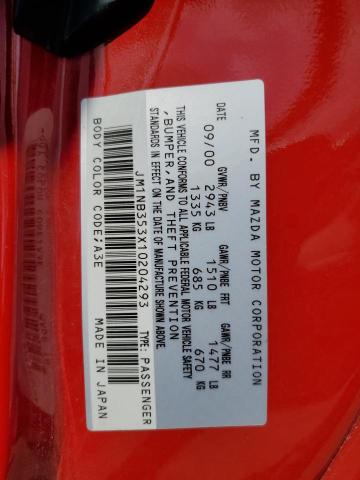 MFD. BY MAZDA MOTOR CORPORATION
DATE GVWR/PNBV GAWR/PNBE FRT GAWR/PNBE RR
09/00 2943 LB 1510 LB 1477 LB
1335 KG 685 KG 670 KG
THIS VEHICLE CONFORMS TO ALL APPLICABLE FEDERAL MOTOR VEHICLE SAFETY
, BUMPER, AND THEFT PREVENTION
STANDARDS IN EFFECT ON THE DATE OF MANUFACTURE SHOWN ABOVE.
JM1NB353X10204293 TYPE: PASSENGER
BODY COLOR CODE;A3E MADE IN JAPAN